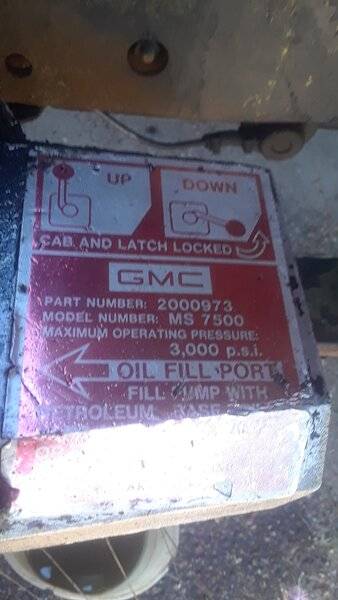 UP
DOWN
CAB AND LATCH LOCKED
GMC
PART NUMBER: 2000973
MODEL NUMBER: MS 7500
MAXIMUM OPERATING PRESSURE:
3,000 p.s.i.
OIL FILL PORT
FILL PUMP WITH
PETROLEUM BASE